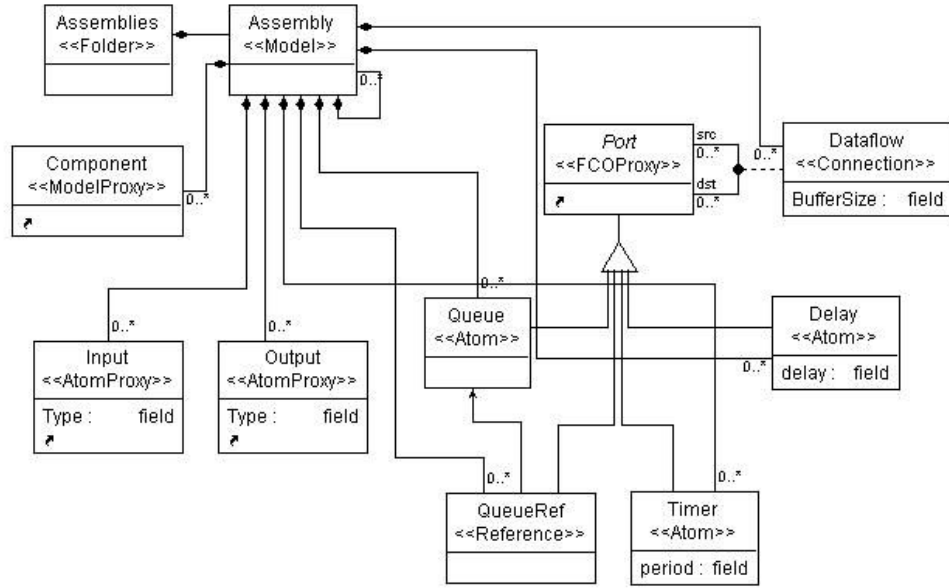 Assemblies
<<Folder>>
Assembly
<<Model>>
0..*
Component
<<ModelProxy>>
0..*
Port
<<FCOProxy>>
src
0..*
dst
0..*
Dataflow
<<Connection>>
BufferSize : field
0..*
Input
<<AtomProxy>>
Type : field
0..*
Output
<<AtomProxy>>
Type : field
0..*
Queue
<<Atom>>
0..*
Delay
<<Atom>>
delay : field
0..*
QueueRef
<<Reference>>
0..*
Timer
<<Atom>>
period : field
0..*